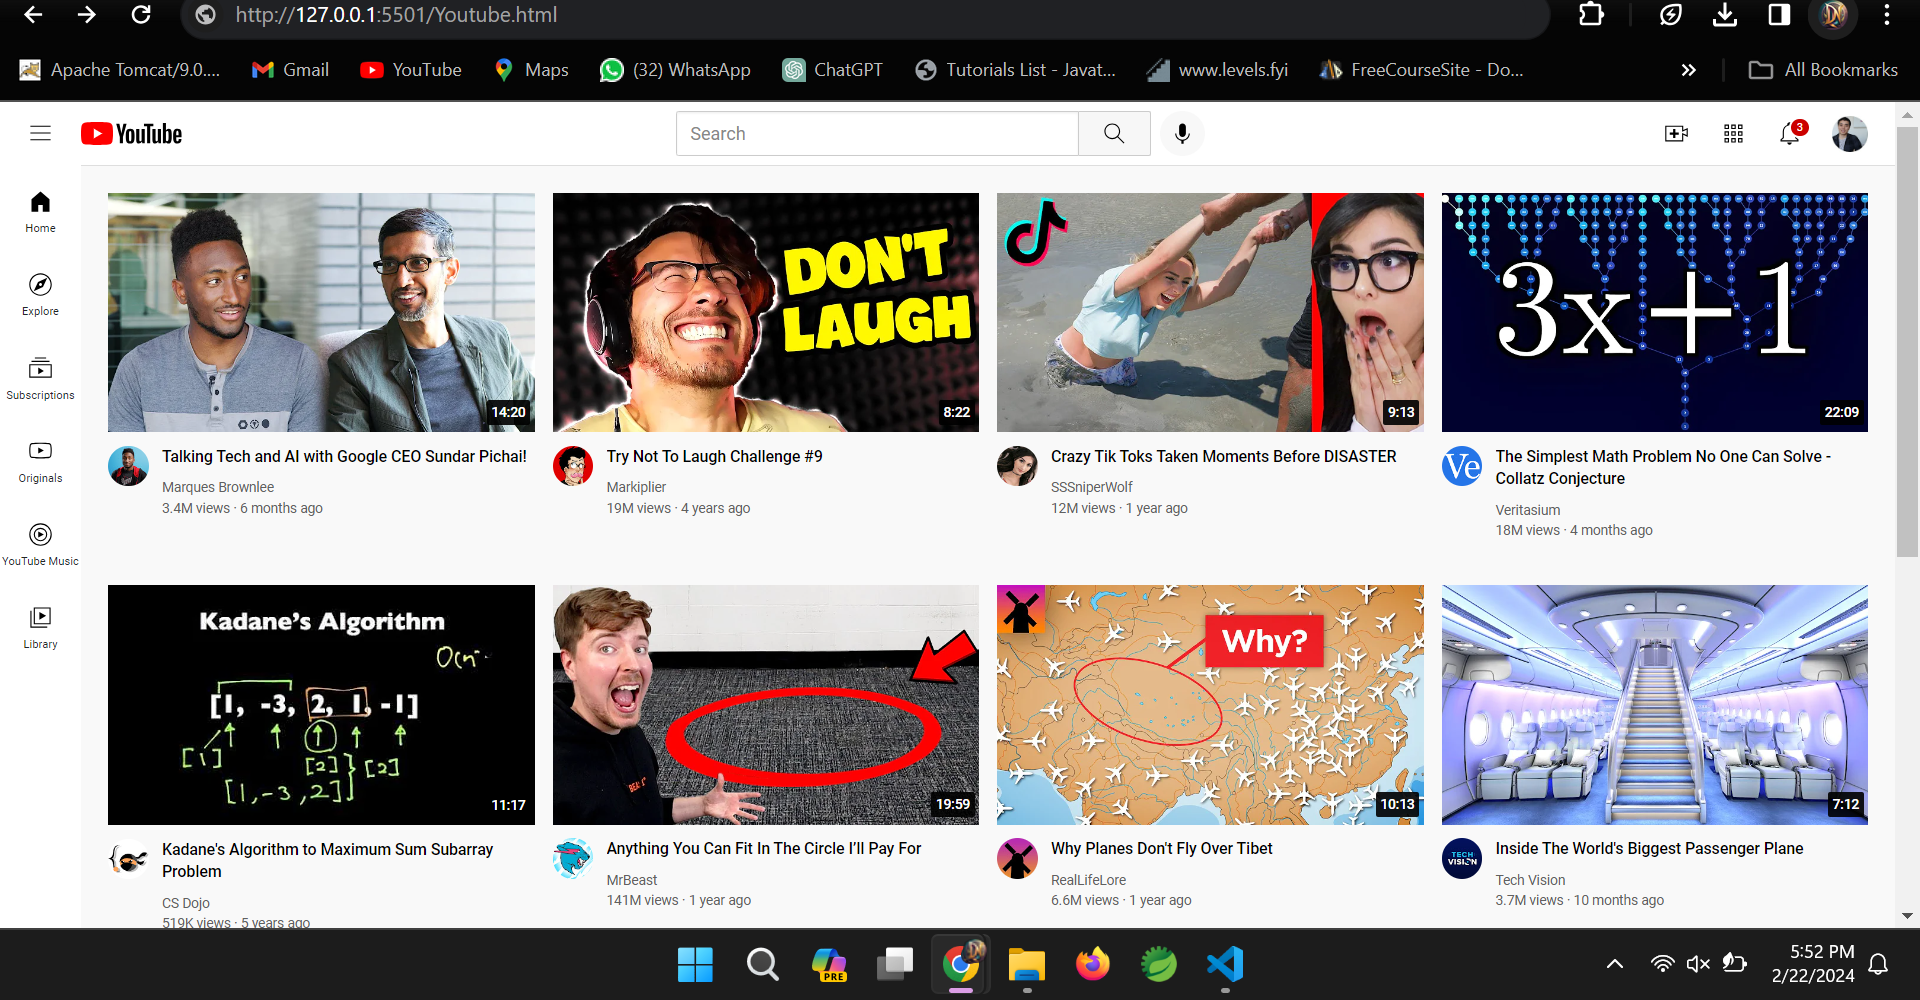 http://127.0.0.1:5501/Youtube.html
Apache Tomcat/9.0....
Gmail
YouTube
Maps
(32) WhatsApp
ChatGPT
Tutorials List - Javat...
www.levels.fyi
FreeCourseSite - Do...
All Bookmarks
YouTube
Search
3
Home
Explore
Subscriptions
Originals
YouTube Music
Library
14:20
DON'T
LAUGH
8:22
9:13
3x+1
22:09
Talking Tech and AI with Google CEO Sundar Pichai!
Marques Brownlee
3.4M views · 6 months ago
Try Not To Laugh Challenge #9
Markiplier
19M views · 4 years ago
Crazy Tik Toks Taken Moments Before DISASTER
SSSniperWolf
12M views · 1 year ago
Ve
The Simplest Math Problem No One Can Solve -
Collatz Conjecture
Veritasium
18M views · 4 months ago
Kadane's Algorithm
[1, -3, 2, 1, -1]
[1]
[2]
[2]
[1, -3, 2]
11:17
19:59
Why?
10:13
7:12
Kadane's Algorithm to Maximum Sum Subarray
Problem
CS Dojo
519K views · 5 years ago
Anything You Can Fit In The Circle I’ll Pay For
MrBeast
141M views · 1 year ago
Why Planes Don't Fly Over Tibet
RealLifeLore
6.6M views · 1 year ago
TECH
VISION
Inside The World's Biggest Passenger Plane
Tech Vision
3.7M views · 10 months ago
PRE
5:52 PM
2/22/2024